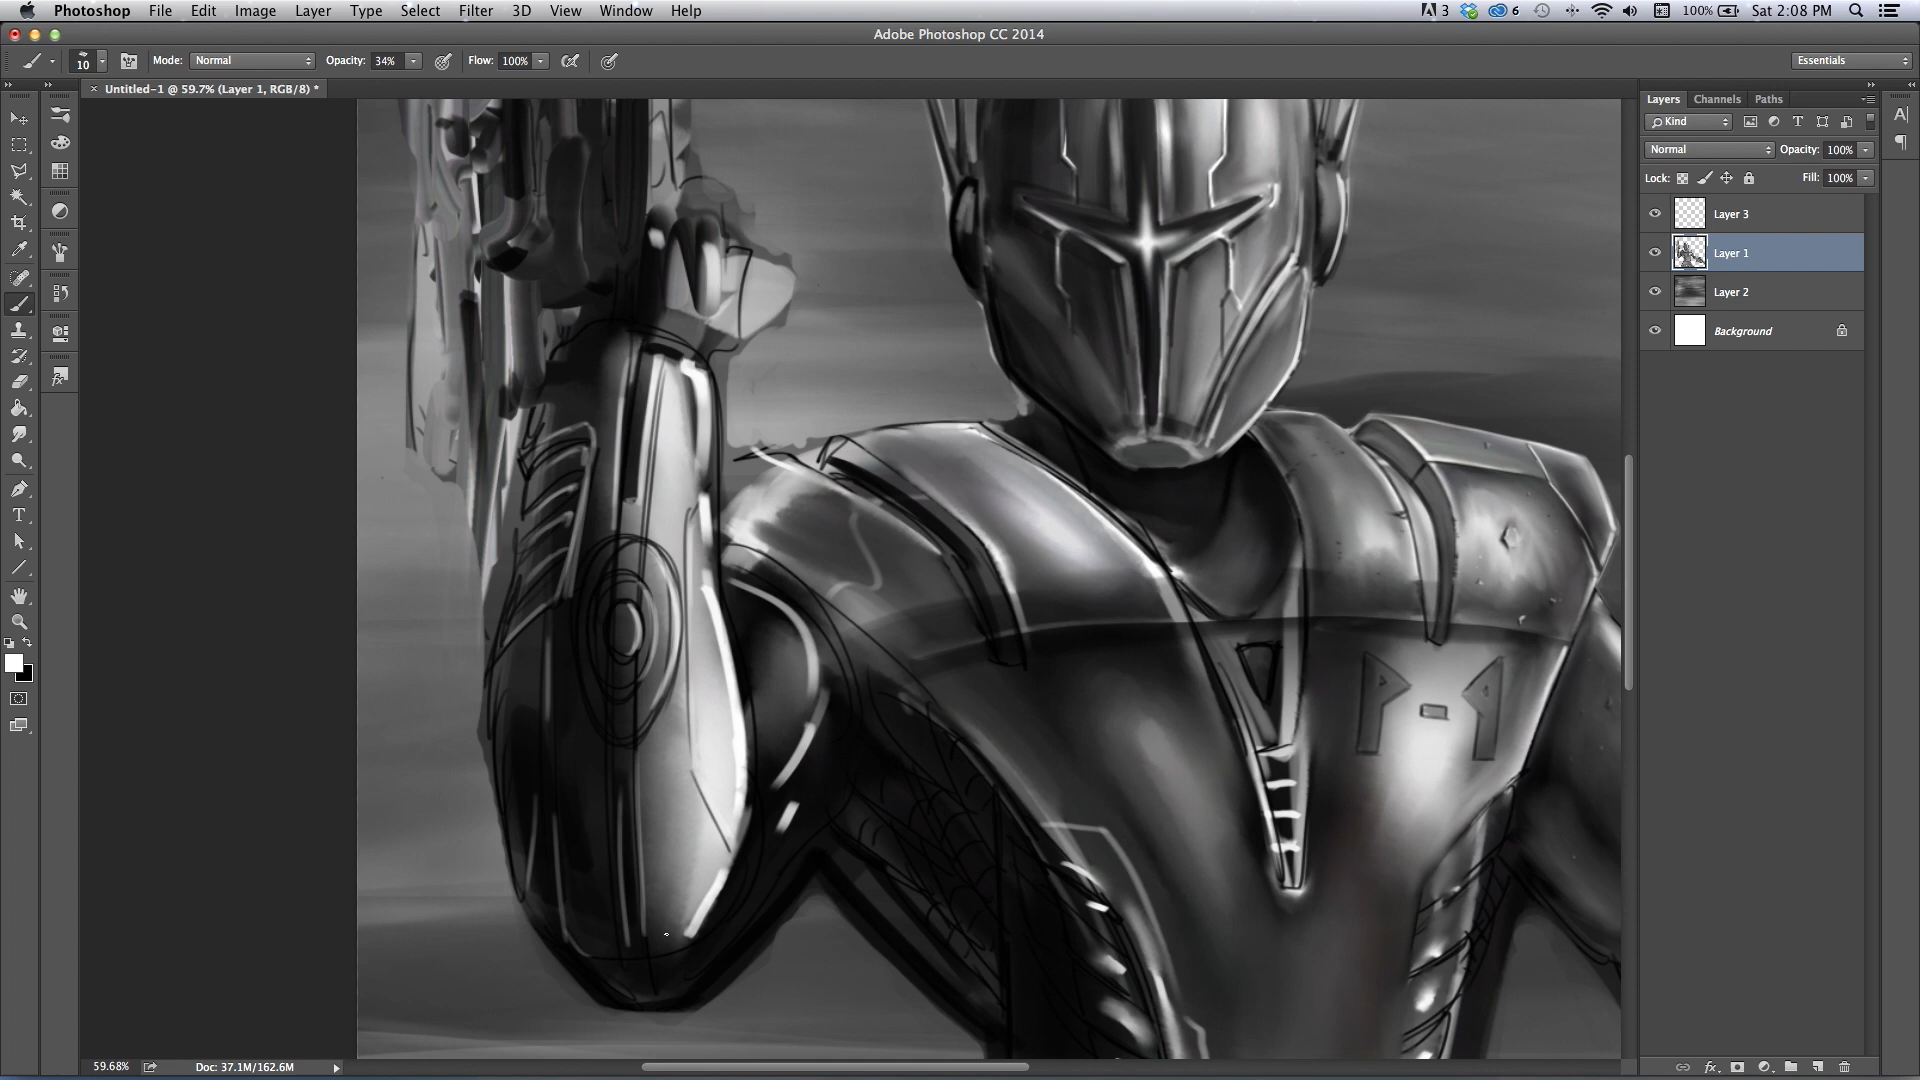 Photoshop File Edit Image Layer Type Select Filter 3D View Window Help 3 6 100% Sat 2:08 PM
Adobe Photoshop CC 2014
10 Mode: Normal Opacity: 34% Flow: 100% Essentials
× Untitled-1 @ 59.7% (Layer 1, RGB/8) *
Layers Channels Paths
Kind
Normal Opacity: 100%
Lock: Fill: 100%
Layer 3
Layer 1
Layer 2
Background
P-9
59.68% Doc: 37.1M/162.6M